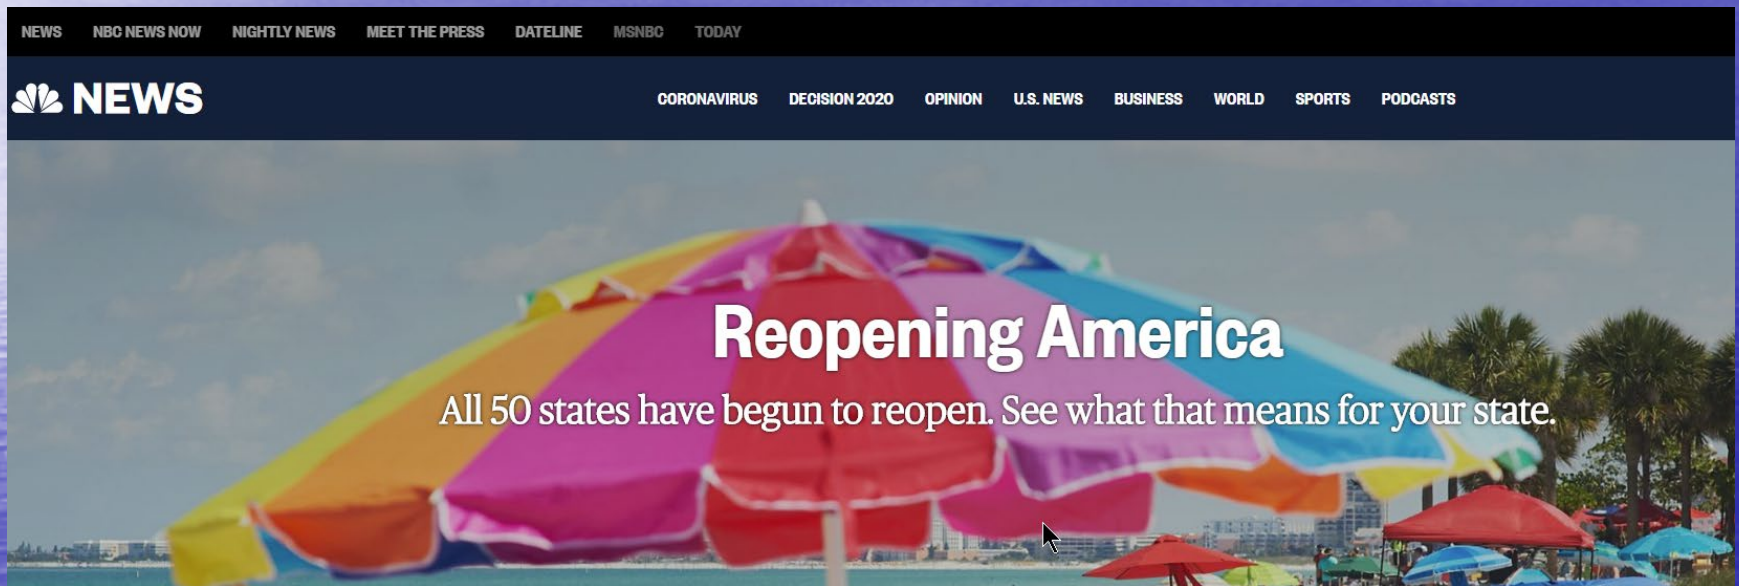 NEWS NBC NEWS NOW NIGHTLY NEWS MEET THE PRESS DATELINE MSNBC TODAY
NEWS CORONAVIRUS DECISION 2020 OPINION U.S. NEWS BUSINESS WORLD SPORTS PODCASTS
Reopening America
All 50 states have begun to reopen. See what that means for your state.